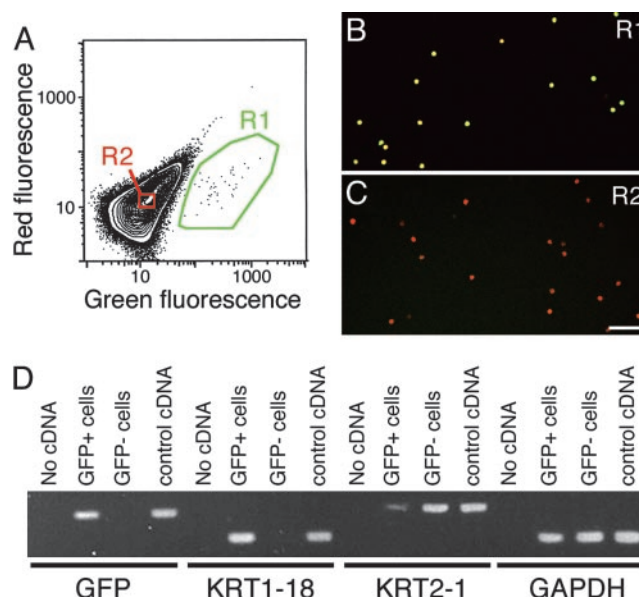 A
Red fluorescence
1000
10
R2
R1
10
1000
Green fluorescence
B
R1
C
R2
D
No cDNA
GFP+ cells
GFP- cells
control cDNA
No cDNA
GFP+ cells
GFP- cells
control cDNA
No cDNA
GFP+ cells
GFP- cells
control cDNA
No cDNA
GFP+ cells
GFP- cells
control cDNA
GFP
KRT1-18
KRT2-1
GAPDH